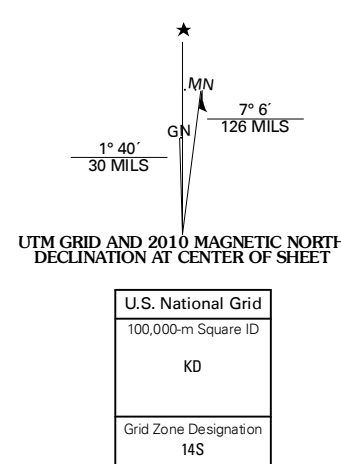 MN
7° 6´
126 MILS
GN
1° 40´
30 MILS
UTM GRID AND 2010 MAGNETIC NORTH
DECLINATION AT CENTER OF SHEET
U.S. National Grid
100,000-m Square ID
KD
Grid Zone Designation
14S